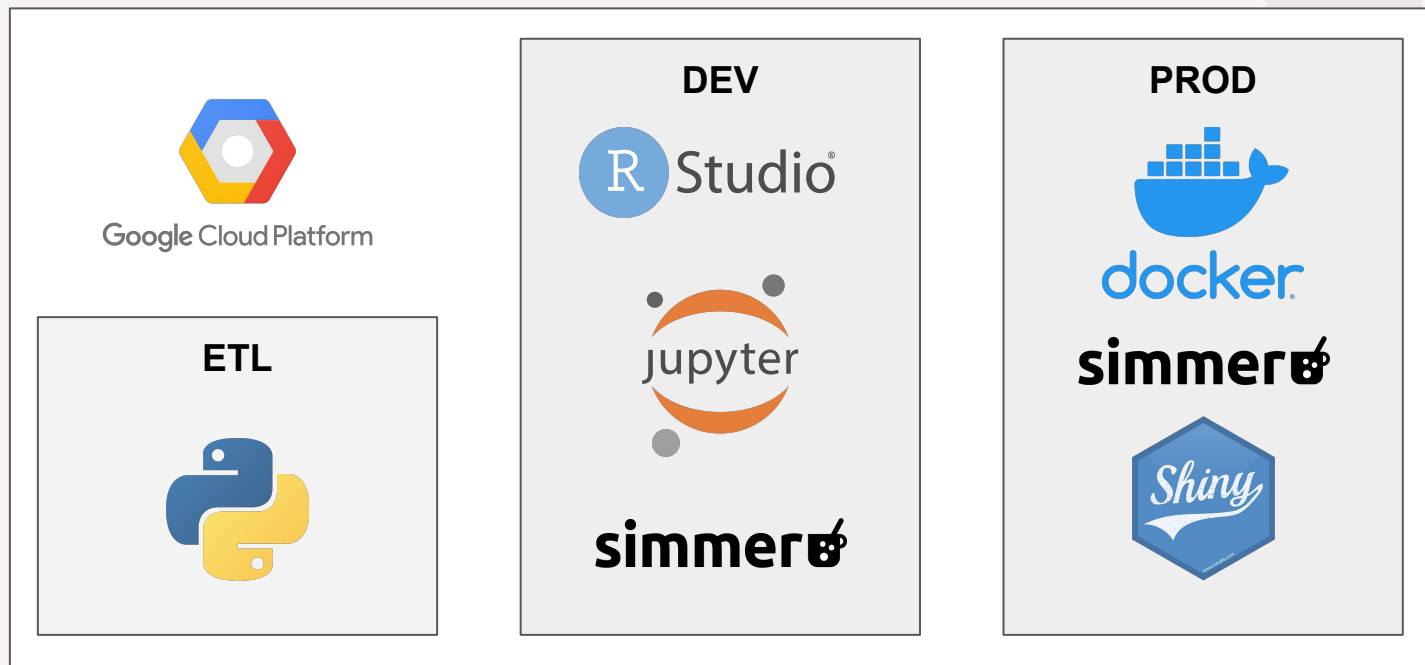 Google Cloud Platform
ETL
DEV
R Studio®
jupyter
simmer
PROD
docker
simmer
Shiny